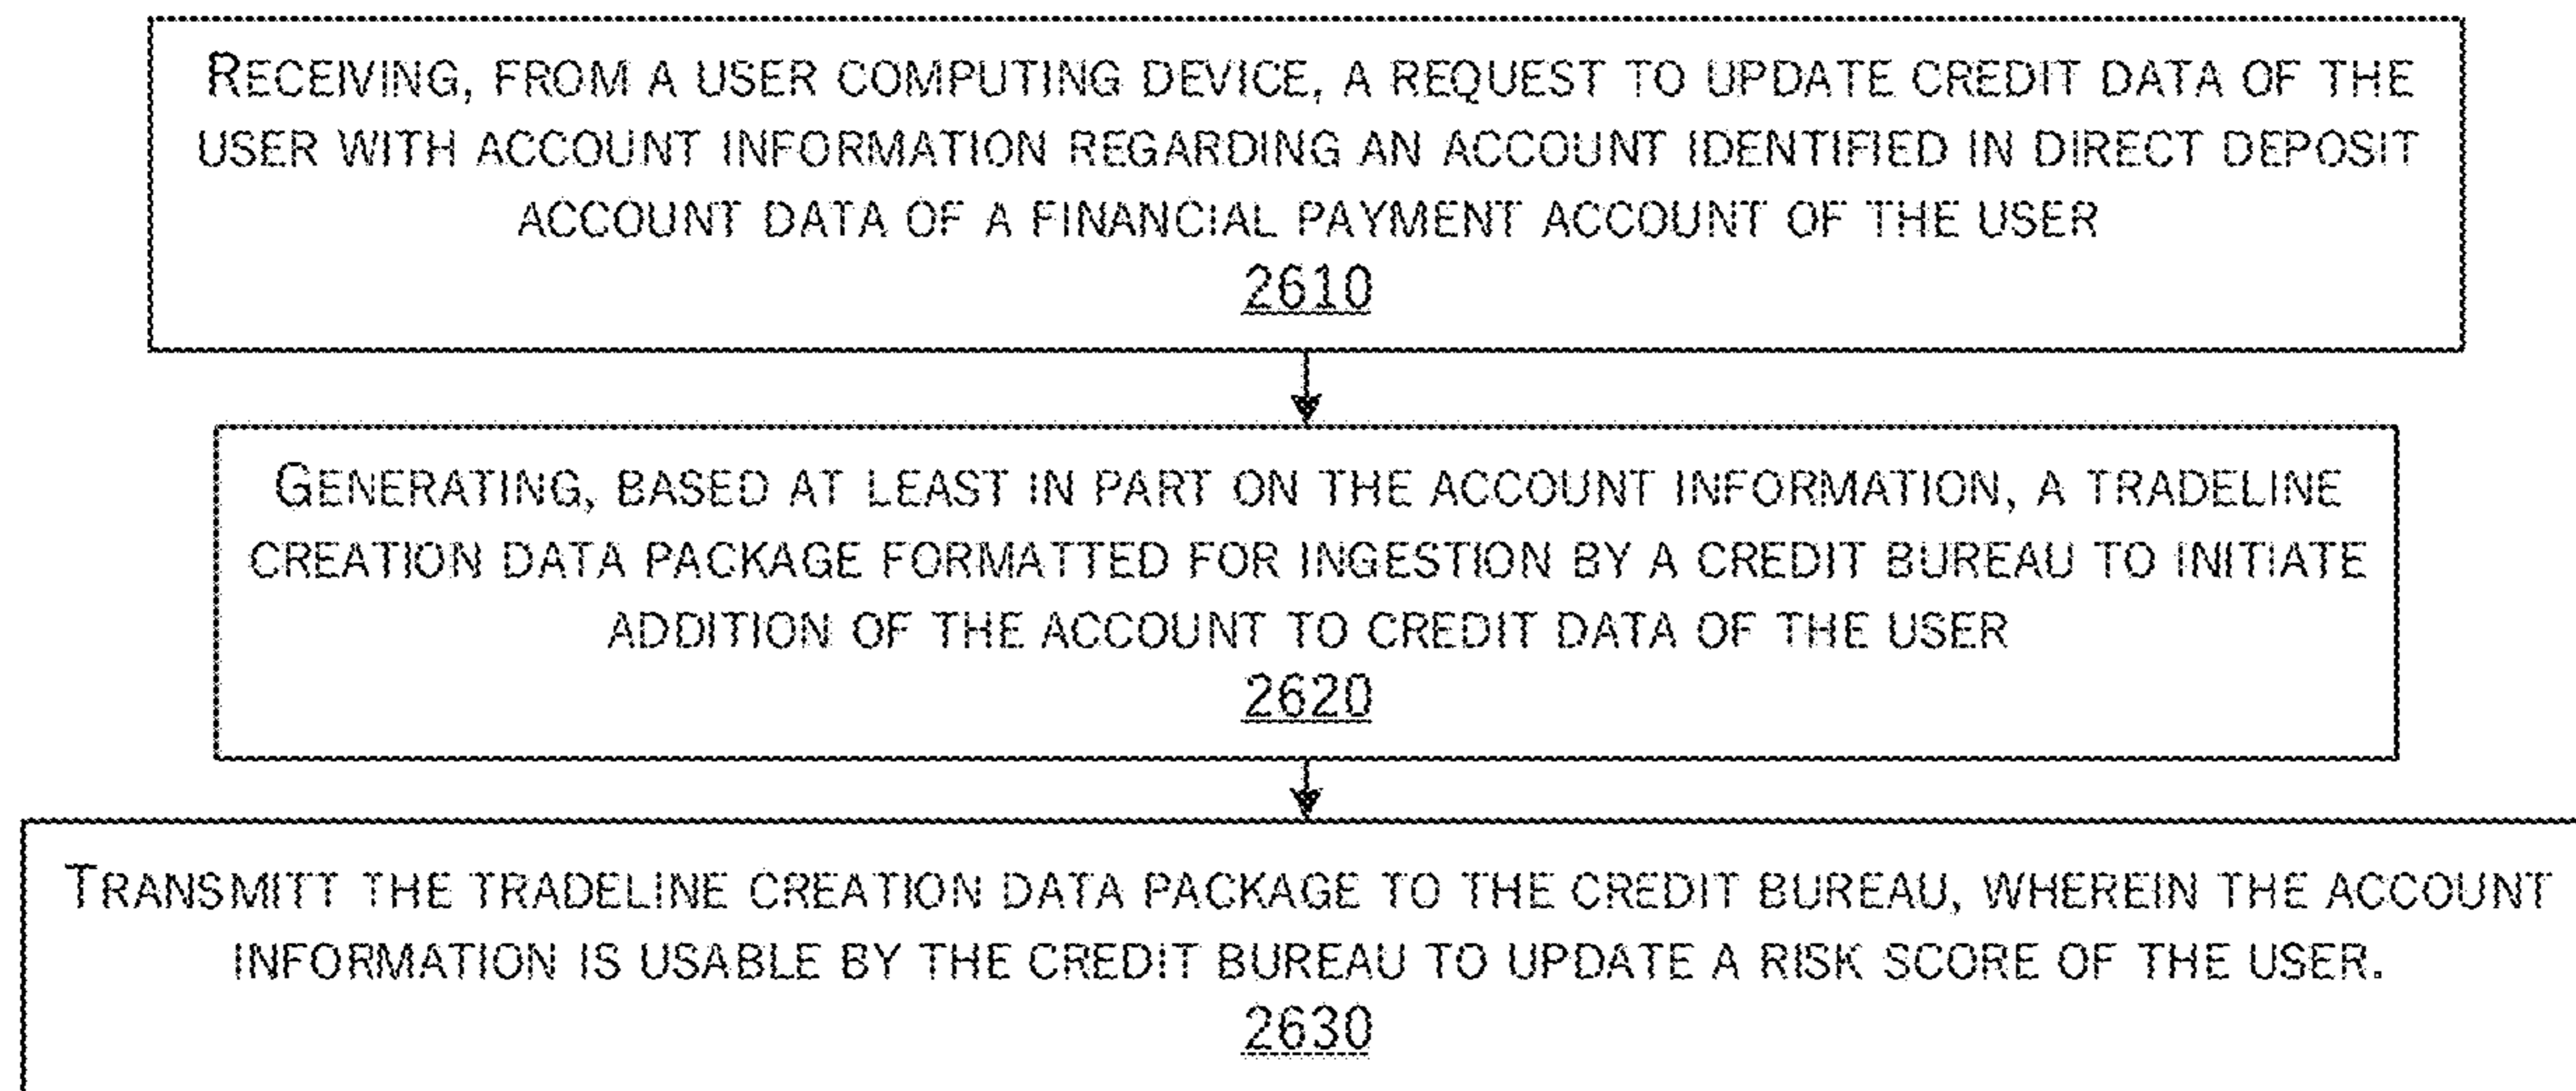 RECEIVING, FROM A USER COMPUTING DEVICE, A REQUEST TO UPDATE CREDIT DATA OF THE
USER WITH ACCOUNT INFORMATION REGARDING AN ACCOUNT IDENTIFIED IN DIRECT DEPOSIT
ACCOUNT DATA OF A FINANCIAL PAYMENT ACCOUNT OF THE USER
2610
GENERATING, BASED AT LEAST IN PART ON THE ACCOUNT INFORMATION, A TRADELINE
CREATION DATA PACKAGE FORMATTED FOR INGESTION BY A CREDIT BUREAU TO INITIATE
ADDITION OF THE ACCOUNT TO CREDIT DATA OF THE USER
2620
TRANSMITT THE TRADELINE CREATION DATA PACKAGE TO THE CREDIT BUREAU, WHEREIN THE ACCOUNT
INFORMATION IS USABLE BY THE CREDIT BUREAU TO UPDATE A RISK SCORE OF THE USER.
2630